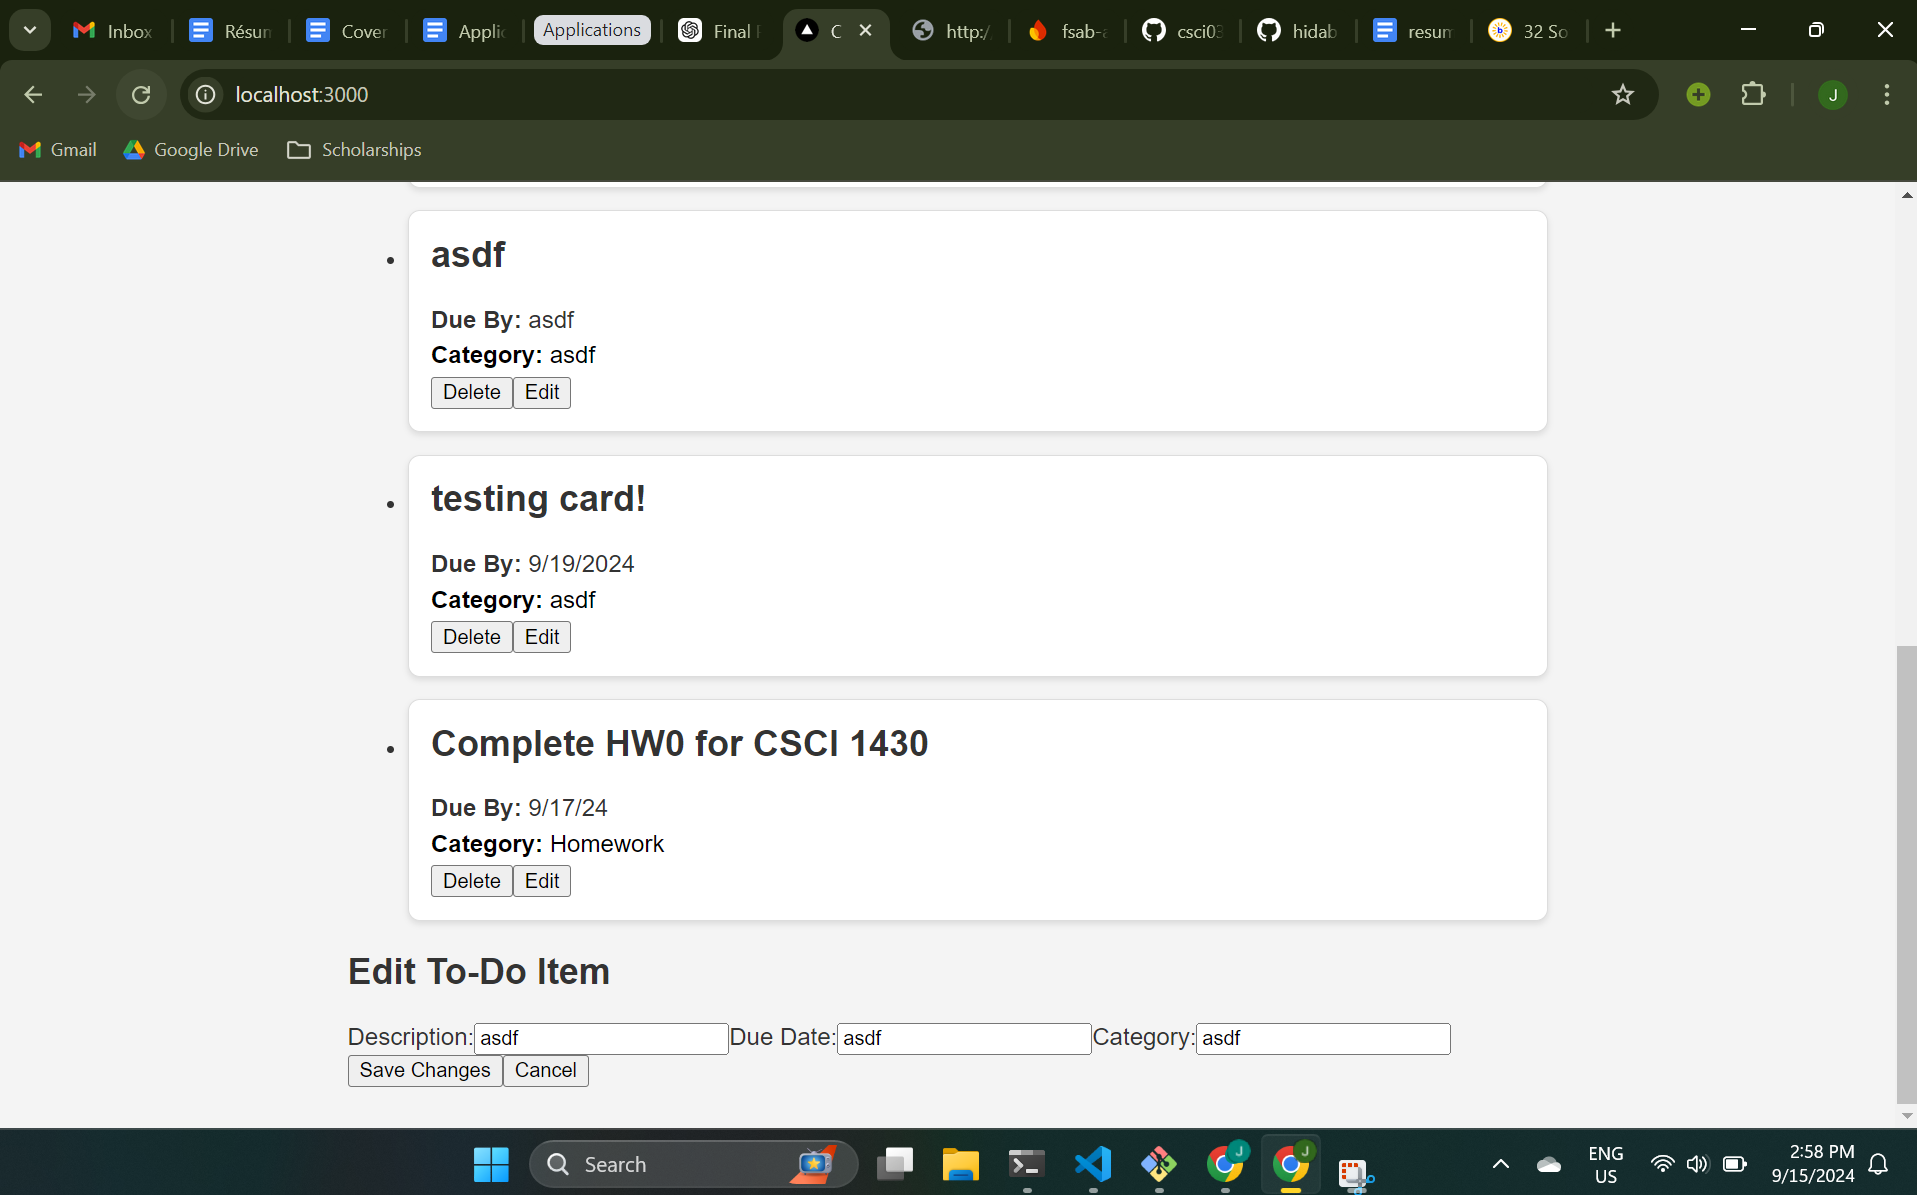 Inbox
Résum
Cover
Applic
Applications
Final
C
http:/
fsab-a
csci03
hidab
resum
32 So
localhost:3000
J
Gmail
Google Drive
Scholarships
asdf
Due By: asdf
Category: asdf
Delete Edit
testing card!
Due By: 9/19/2024
Category: asdf
Delete Edit
Complete HW0 for CSCI 1430
Due By: 9/17/24
Category: Homework
Delete Edit
Edit To-Do Item
Description: asdf Due Date: asdf Category: asdf
Save Changes Cancel
Search
J
J
ENG
US
2:58 PM
9/15/2024